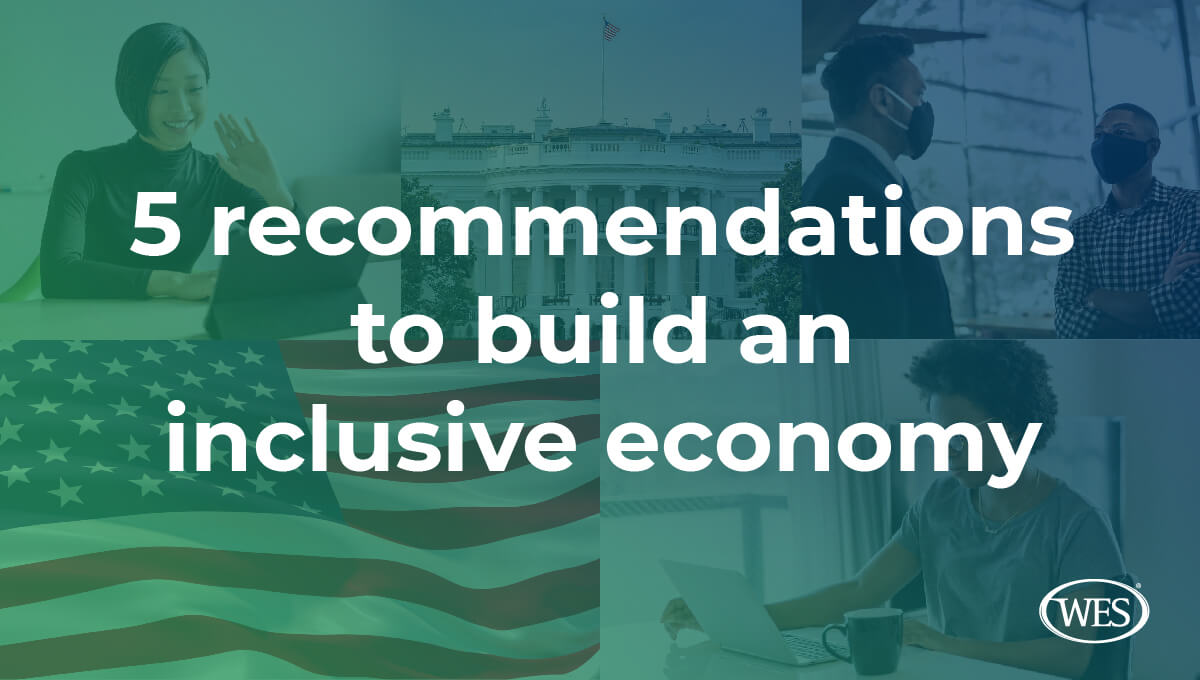 5 recommendations
to build an
inclusive economy
WES®